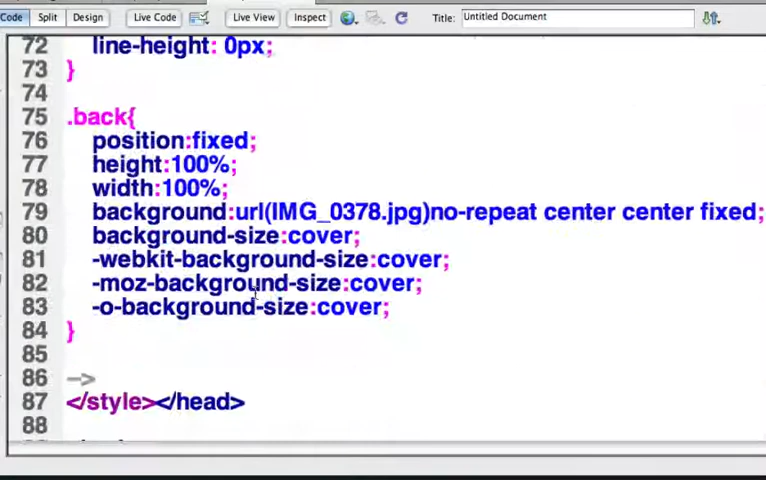 Code Split Design Live Code Live View Inspect Title: Untitled Document
72 line-height: 0px;
73 }
74
75 .back{
76 position:fixed;
77 height:100%;
78 width:100%;
79 background:url(IMG_0378.jpg)no-repeat center center fixed;
80 background-size:cover;
81 -webkit-background-size:cover;
82 -moz-background-size:cover;
83 -o-background-size:cover;
84 }
85
86 -->
87 </style></head>
88